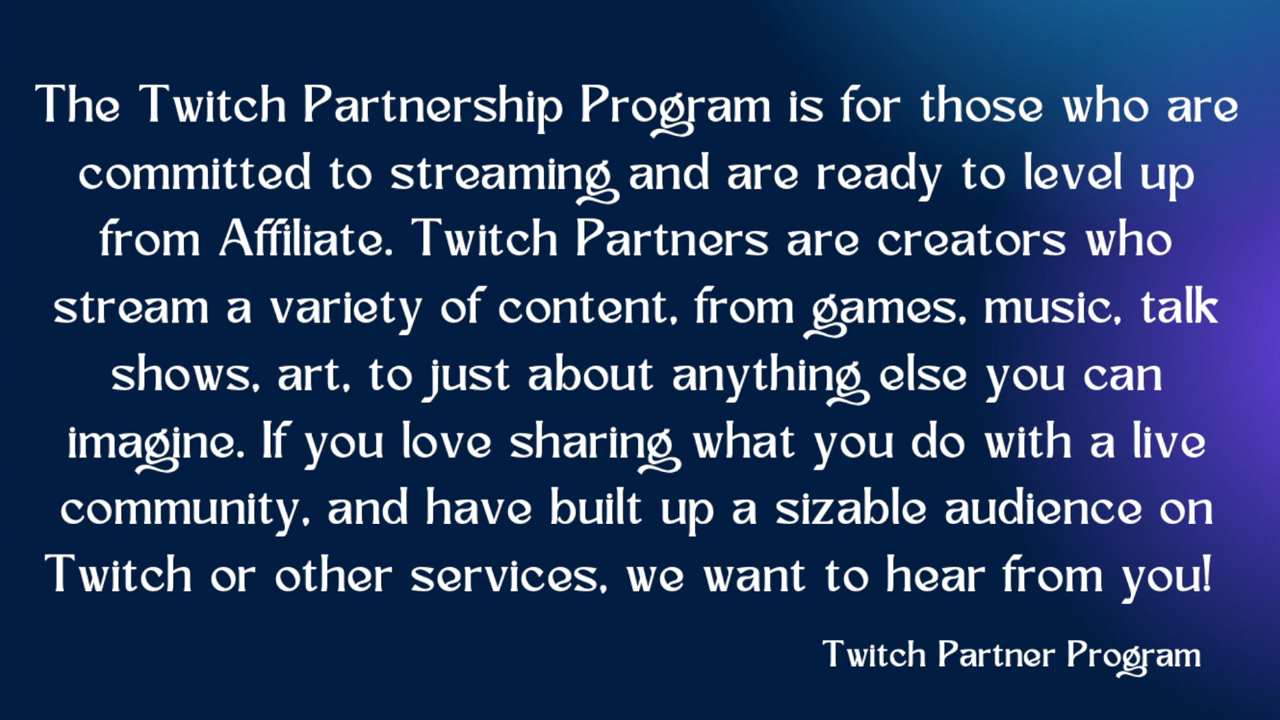 The Twitch Partnership Program is for those who are
committed to streaming and are ready to level up
from Affiliate. Twitch Partners are creators who
stream a variety of content, from games, music, talk
shows, art, to just about anything else you can
imagine. If you love sharing what you do with a live
community, and have built up a sizable audience on
Twitch or other services, we want to hear from you!
Twitch Partner Program